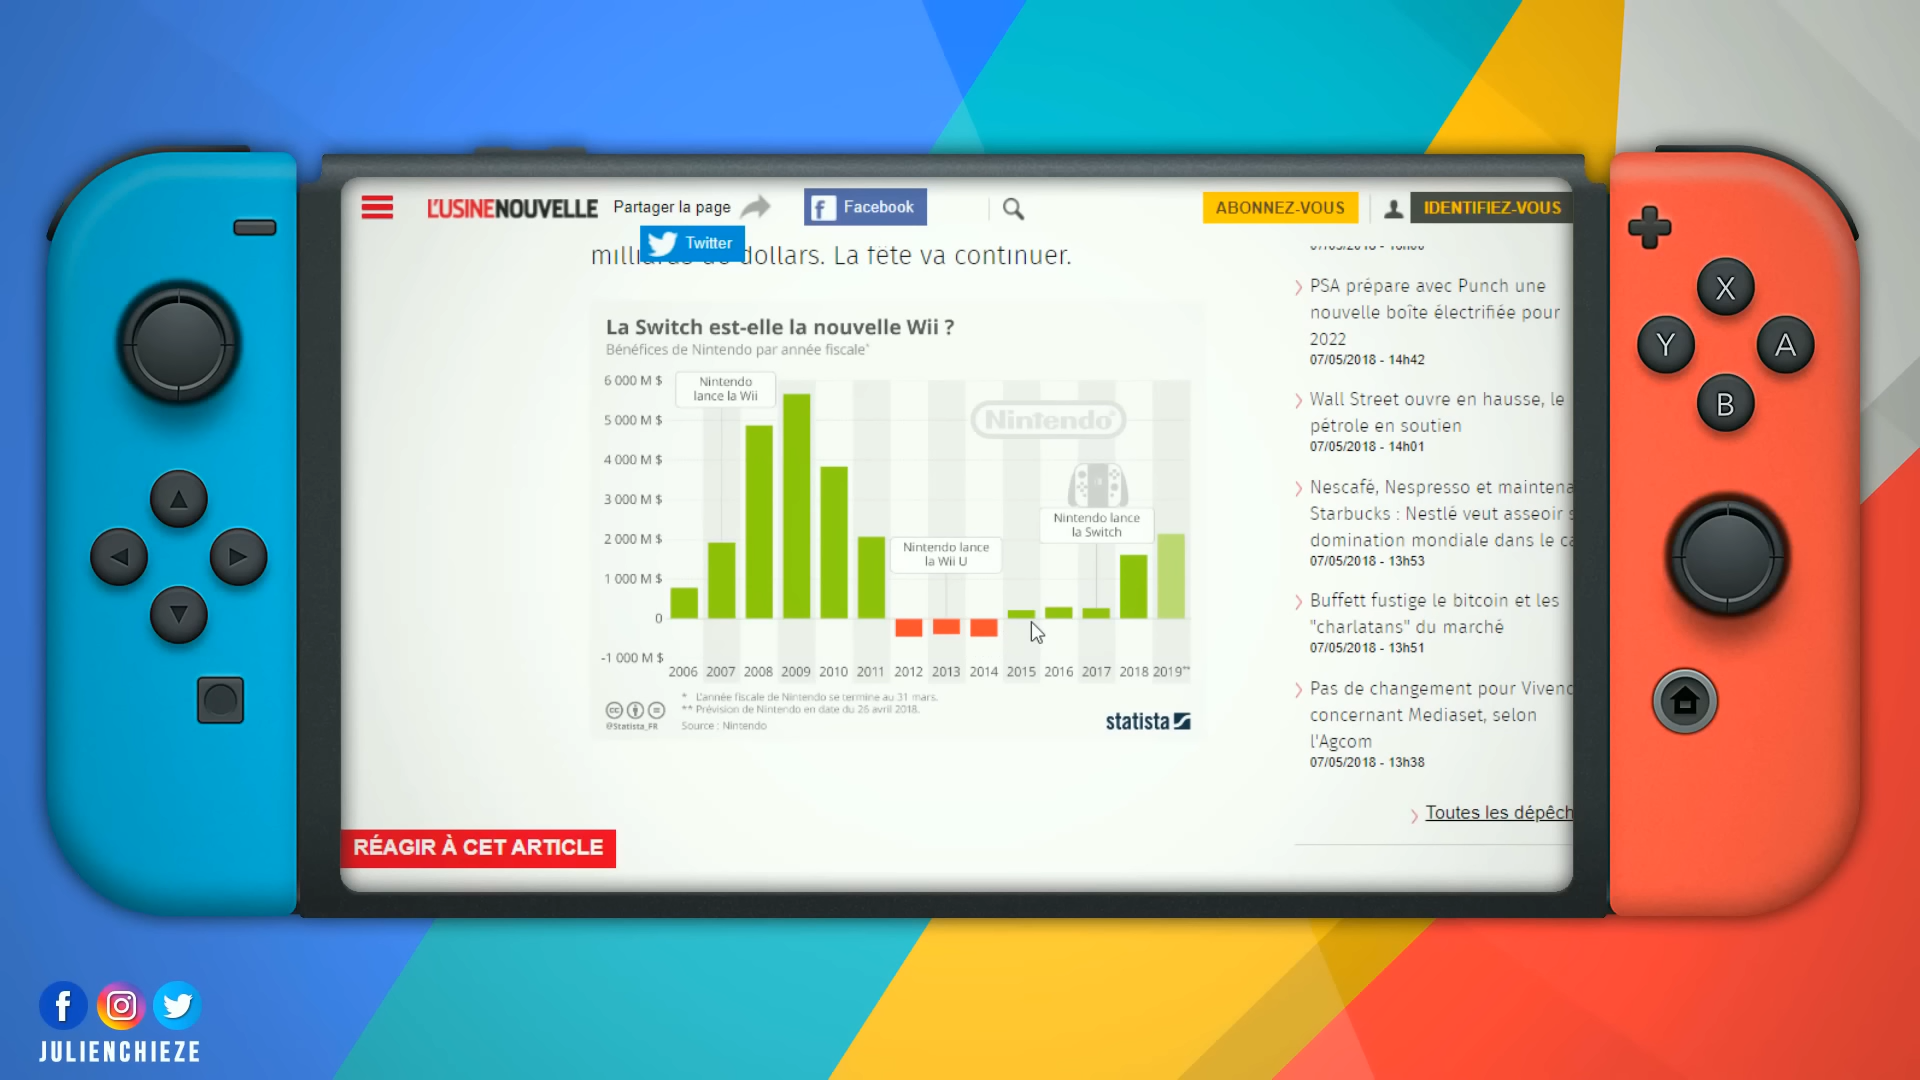 L'USINENOUVELLE
Partager la page
Facebook
Twitter
ABONNEZ-VOUS
IDENTIFIEZ-VOUS
dollars. La fête va continuer.
La Switch est-elle la nouvelle Wii ?
Bénéfices de Nintendo par année fiscale*
6 000 M $
5 000 M $
4 000 M $
3 000 M $
2 000 M $
1 000 M $
0
-1 000 M $
Nintendo
lance la Wii
Nintendo lance
la Wii U
Nintendo
Nintendo lance
la Switch
2006 2007 2008 2009 2010 2011 2012 2013 2014 2015 2016 2017 2018 2019**
* L'année fiscale de Nintendo se termine au 31 mars.
** Prévision de Nintendo en date du 26 avril 2018.
Source : Nintendo
@Statista_FR
statista
PSA prépare avec Punch une
nouvelle boîte électrifiée pour
2022
07/05/2018 - 14h42
Wall Street ouvre en hausse, le
pétrole en soutien
07/05/2018 - 14h01
Nescafé, Nespresso et maintena
Starbucks : Nestlé veut asseoir s
domination mondiale dans le ca
07/05/2018 - 13h53
Buffett fustige le bitcoin et les
"charlatans" du marché
07/05/2018 - 13h51
Pas de changement pour Vivend
concernant Mediaset, selon
l'Agcom
07/05/2018 - 13h38
Toutes les dépêch
RÉAGIR À CET ARTICLE
X
Y
A
B
JULIENCHIEZE